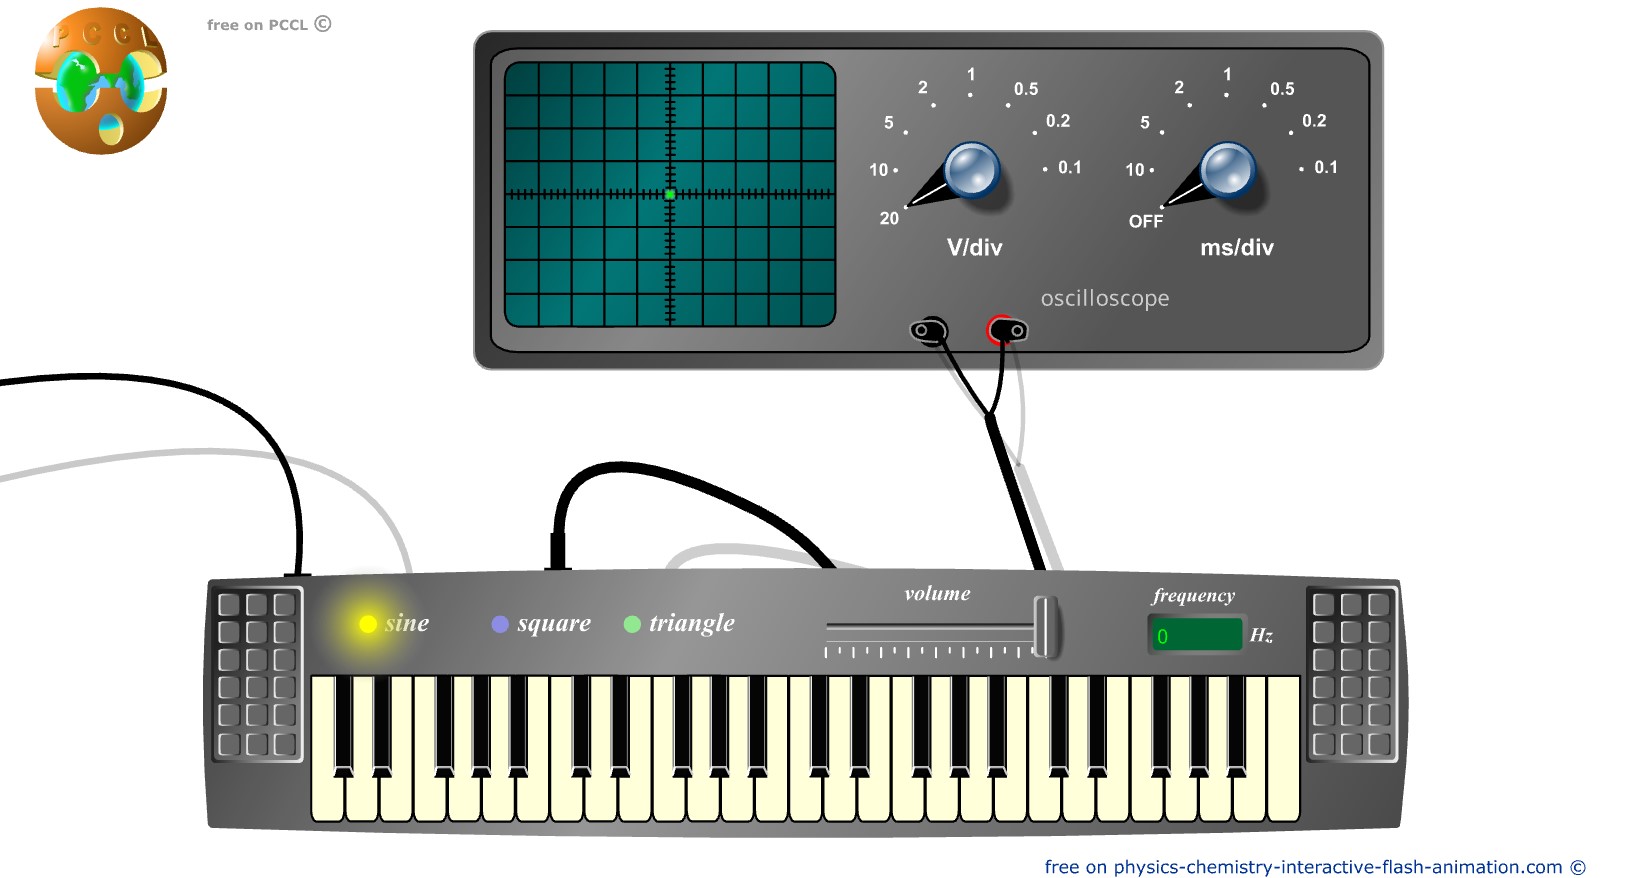 PCCL
free on PCCL ©
1
2
0.5
5
0.2
10
0.1
20
V/div
1
2
0.5
5
0.2
10
0.1
OFF
ms/div
oscilloscope
sine
square
triangle
volume
frequency
0
Hz
free on physics-chemistry-interactive-flash-animation.com ©